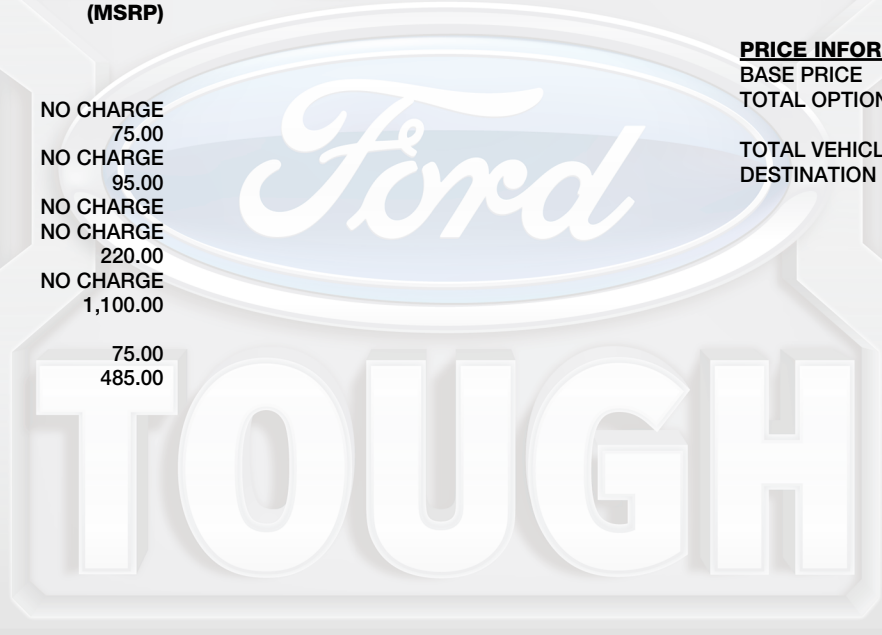 (MSRP)
NO CHARGE
75.00
NO CHARGE
95.00
NO CHARGE
NO CHARGE
220.00
NO CHARGE
1,100.00
75.00
485.00
PRICE INFOR
BASE PRICE
TOTAL OPTION
TOTAL VEHICL
DESTINATION
Ford
TOUGH